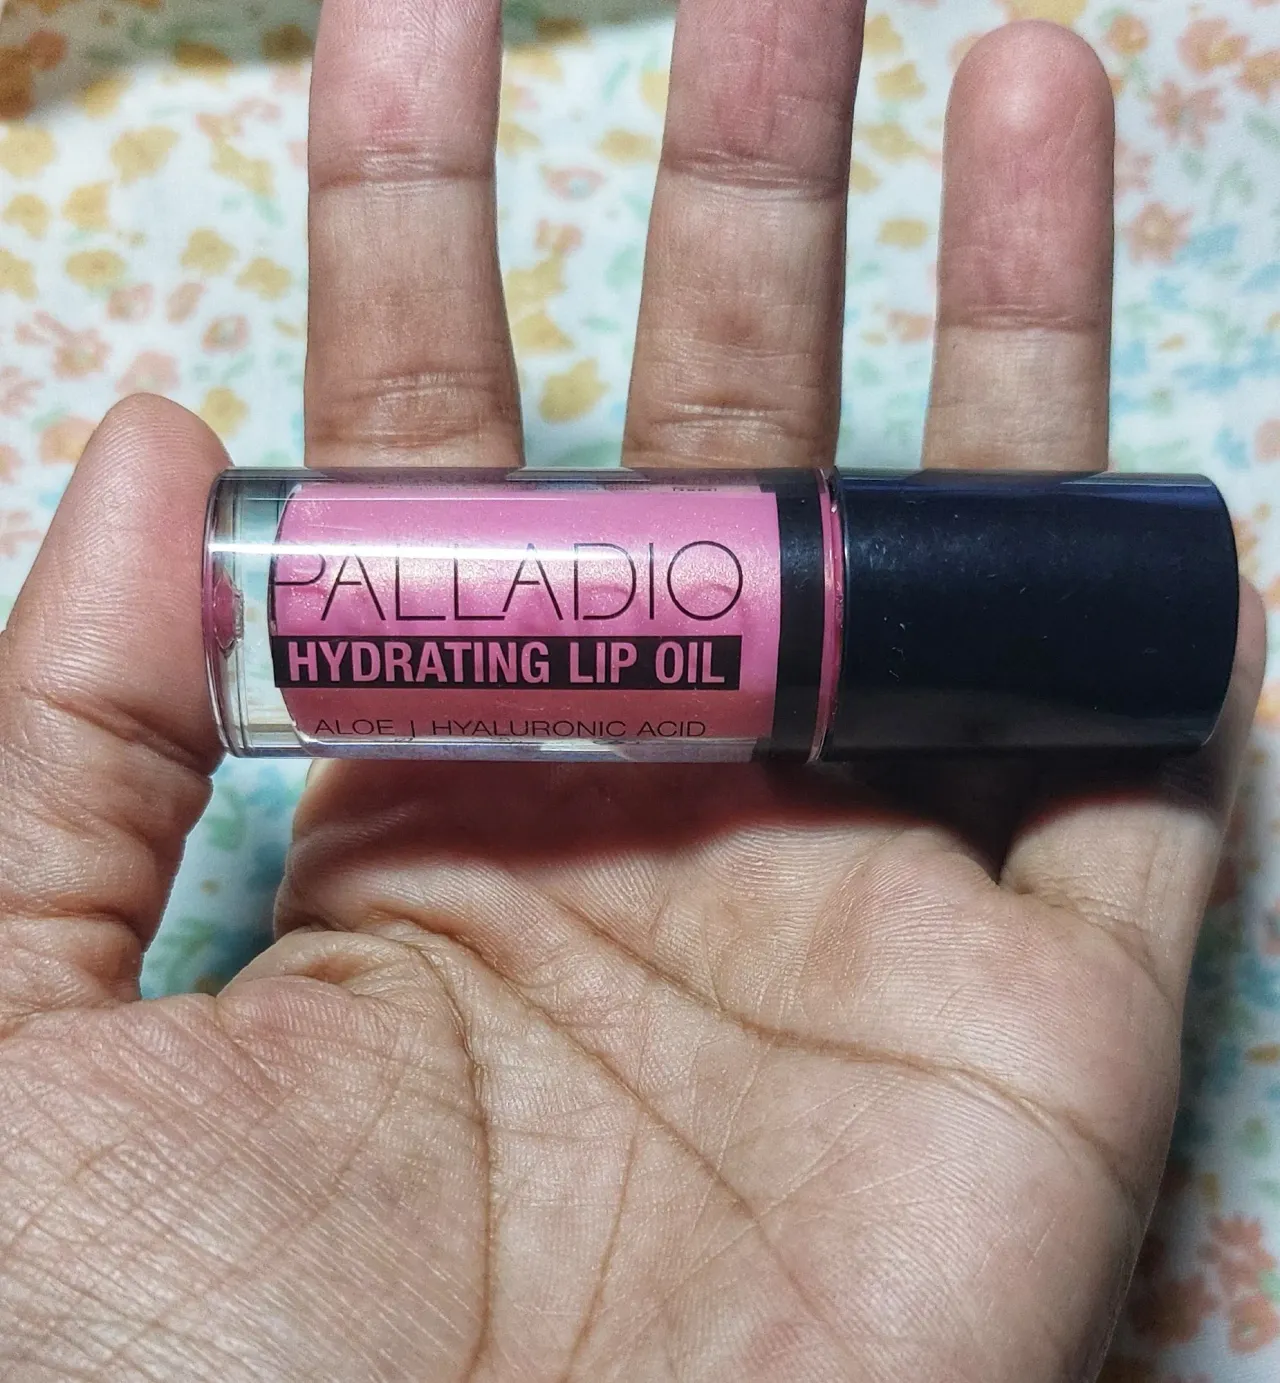 PALLADIO
HYDRATING LIP OIL
ALOE | HYALURONIC ACID